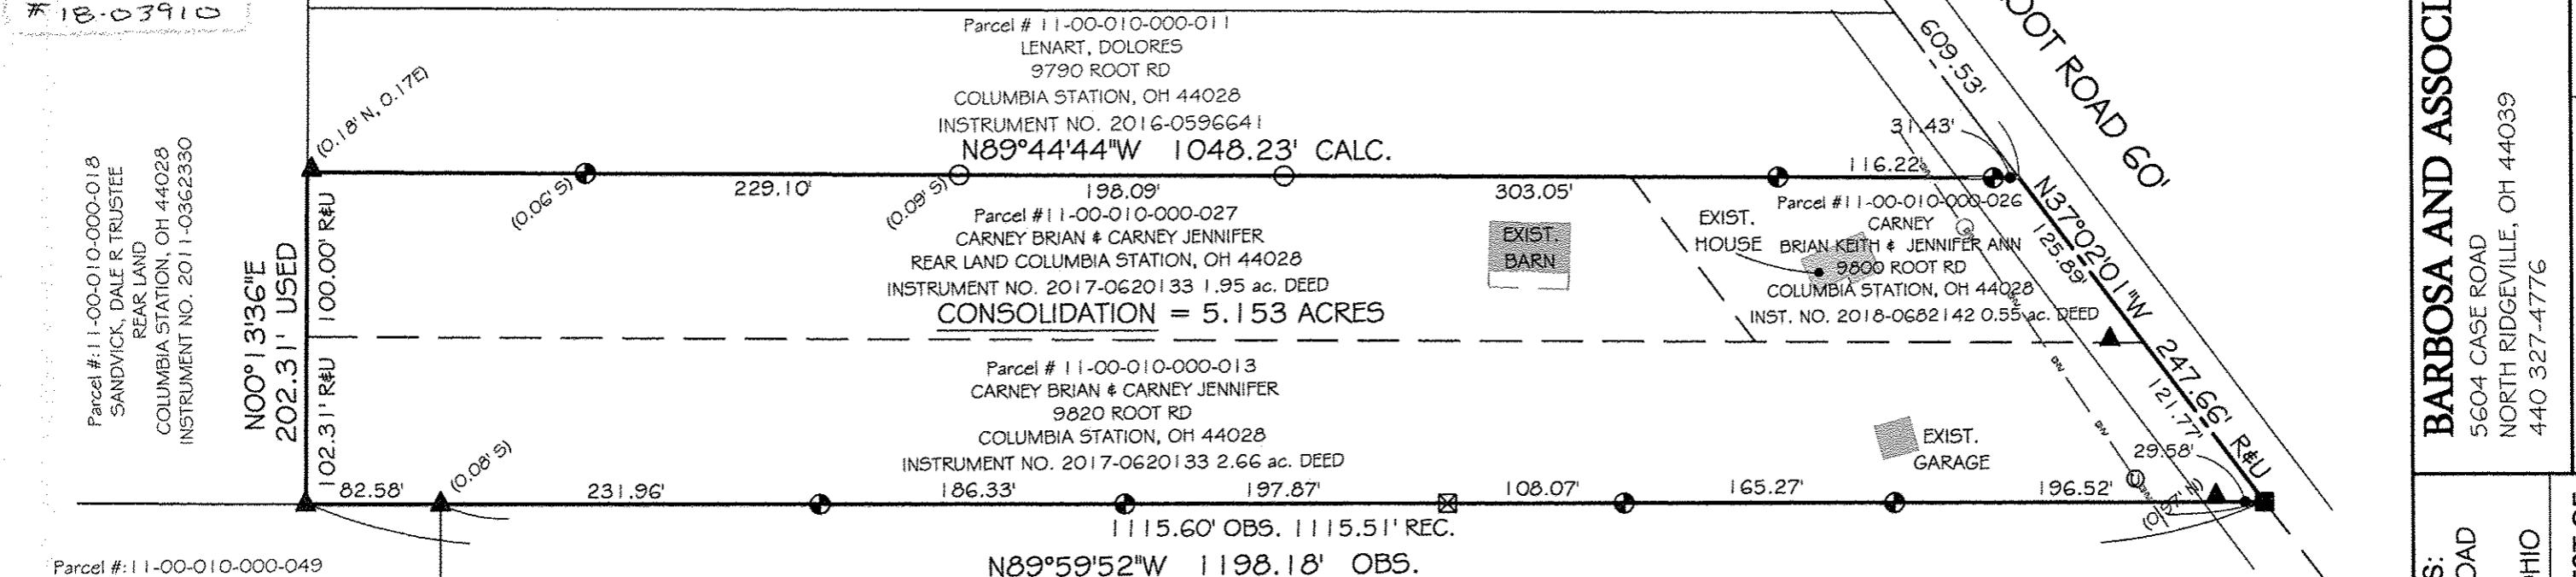 # 18-03910
Parcel # 11-00-010-000-011
LENART, DOLORES
9790 ROOT RD
COLUMBIA STATION, OH 44028
INSTRUMENT NO. 2016-0596641
N89°44'44"W 1048.23' CALC.
(0.18' N, 0.17E)
609.53'
ROOT ROAD 60'
31.43'
116.22'
(0.06' S)
229.10'
(0.09' S)
198.09'
303.05'
Parcel #:11-00-010-000-018
SANDVICK, DALE R TRUSTEE
REAR LAND
COLUMBIA STATION, OH 44028
INSTRUMENT NO. 2011-0362330
N00°13'36"E
202.31' USED
100.00' R&U
102.31' R&U
Parcel #11-00-010-000-027
CARNEY BRIAN & CARNEY JENNIFER
REAR LAND COLUMBIA STATION, OH 44028
INSTRUMENT NO. 2017-0620133 1.95 ac. DEED
CONSOLIDATION = 5.153 ACRES
EXIST.
BARN
EXIST.
HOUSE
Parcel #11-00-010-000-026
CARNEY
BRIAN KEITH & JENNIFER ANN
9800 ROOT RD
COLUMBIA STATION, OH 44028
INST. NO. 2018-0682142 0.55 ac. DEED
N37°02'01"W 247.66' R&U
125.89'
121.77'
Parcel # 11-00-010-000-013
CARNEY BRIAN & CARNEY JENNIFER
9820 ROOT RD
COLUMBIA STATION, OH 44028
INSTRUMENT NO. 2017-0620133 2.66 ac. DEED
EXIST.
GARAGE
29.58'
(0.08' S)
82.58'
231.96'
186.33'
197.87'
108.07'
165.27'
196.52'
1115.60' OBS. 1115.51' REC.
N89°59'52"W 1198.18' OBS.
Parcel #:11-00-010-000-049
BARBOSA AND ASSOCI
5604 CASE ROAD
NORTH RIDGEVILLE, OH 44039
440 327-4776
S:
OAD
OHIO